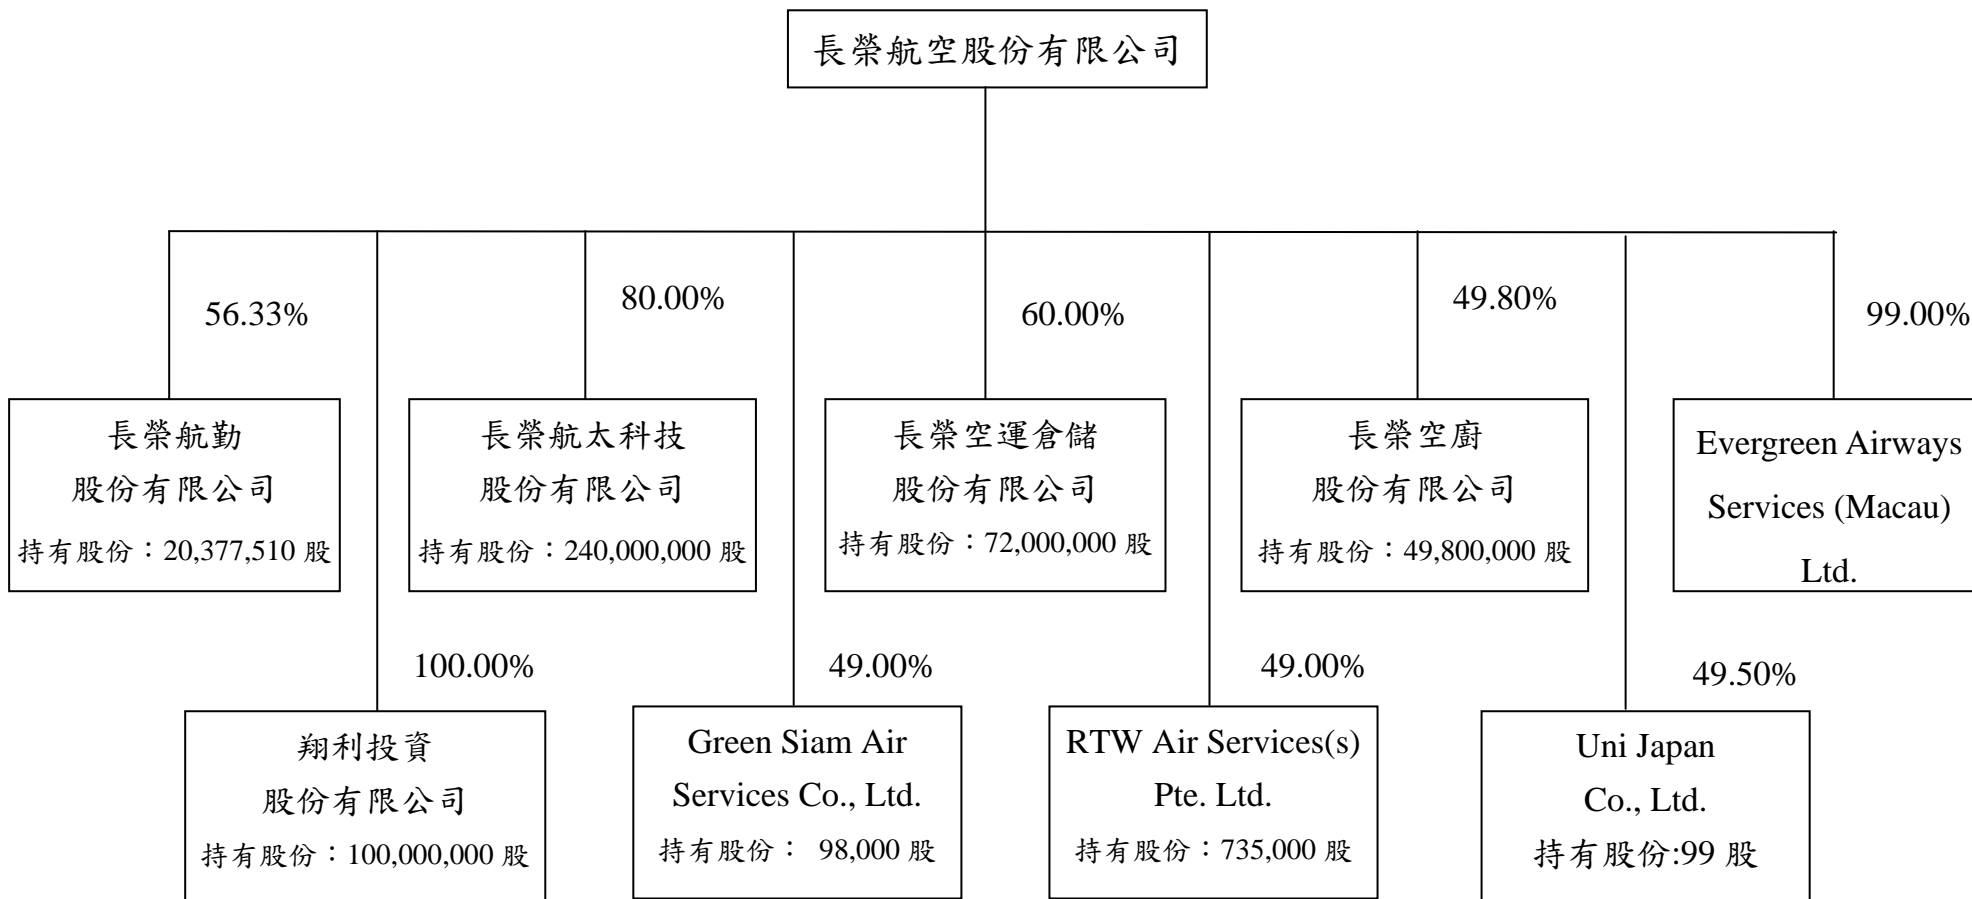 長榮航空股份有限公司
56.33%
80.00%
60.00%
49.80%
99.00%
長榮航勤
股份有限公司
持有股份：20,377,510 股
長榮航太科技
股份有限公司
持有股份：240,000,000 股
長榮空運倉儲
股份有限公司
持有股份：72,000,000 股
長榮空廚
股份有限公司
持有股份：49,800,000 股
Evergreen Airways
Services (Macau)
Ltd.
100.00%
49.00%
49.00%
49.50%
翔利投資
股份有限公司
持有股份：100,000,000 股
Green Siam Air
Services Co., Ltd.
持有股份： 98,000 股
RTW Air Services(s)
Pte. Ltd.
持有股份：735,000 股
Uni Japan
Co., Ltd.
持有股份:99 股